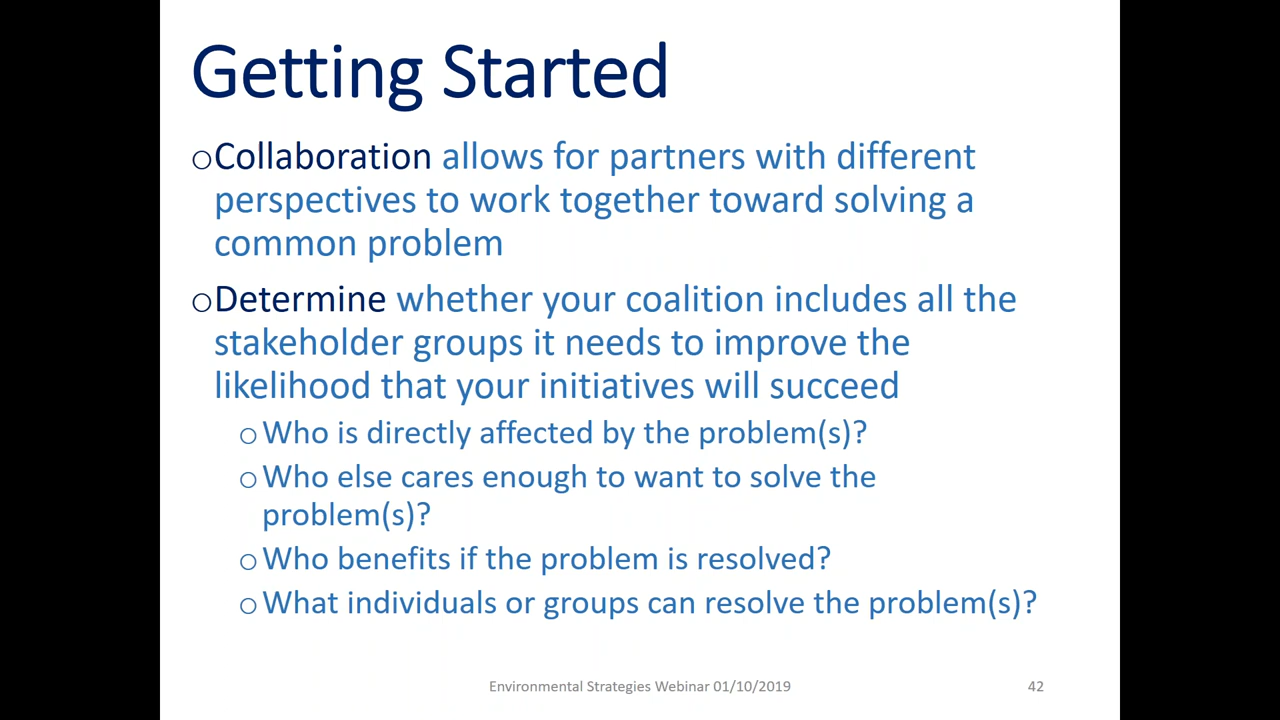 Getting Started
○Collaboration allows for partners with different
perspectives to work together toward solving a
common problem
○Determine whether your coalition includes all the
stakeholder groups it needs to improve the
likelihood that your initiatives will succeed
○Who is directly affected by the problem(s)?
○Who else cares enough to want to solve the
problem(s)?
○Who benefits if the problem is resolved?
○What individuals or groups can resolve the problem(s)?
Environmental Strategies Webinar 01/10/2019
42